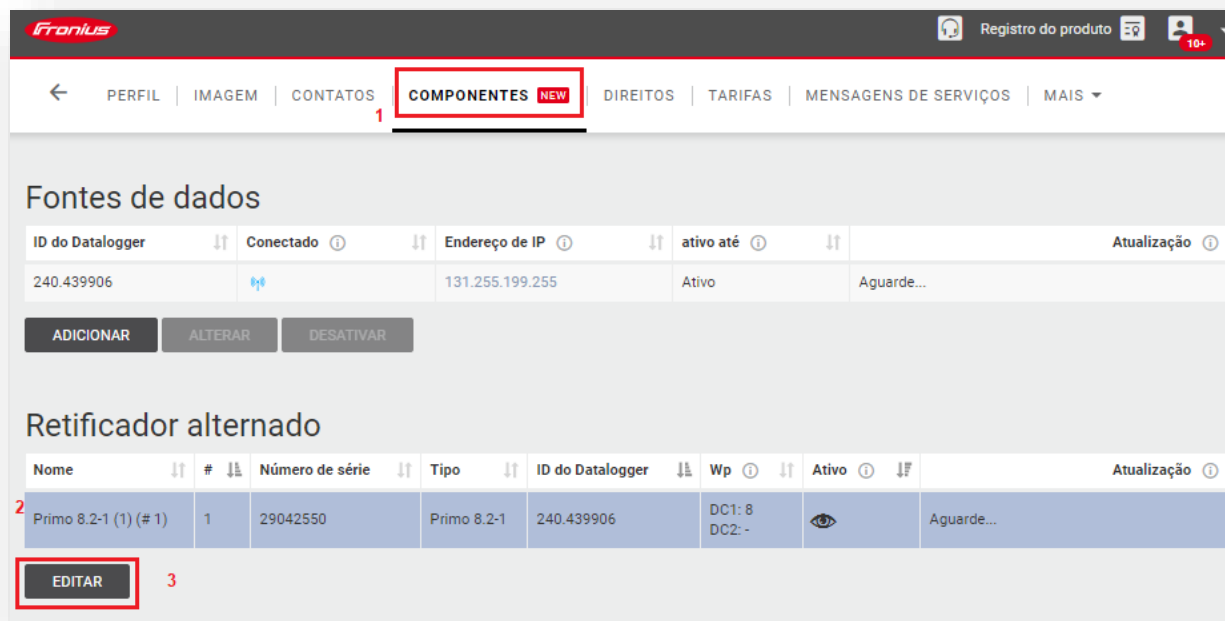 Fronius
Registro do produto
10+
PERFIL | IMAGEM | CONTATOS | COMPONENTES NEW | DIREITOS | TARIFAS | MENSAGENS DE SERVIÇOS | MAIS
1
Fontes de dados
ID do Datalogger Conectado Endereço de IP ativo até Atualização
240.439906 131.255.199.255 Ativo Aguarde...
ADICIONAR ALTERAR DESATIVAR
Retificador alternado
Nome # Número de série Tipo ID do Datalogger Wp Ativo Atualização
2 Primo 8.2-1 (1) (# 1) 1 29042550 Primo 8.2-1 240.439906 DC1: 8 Aguarde...
DC2: -
EDITAR 3